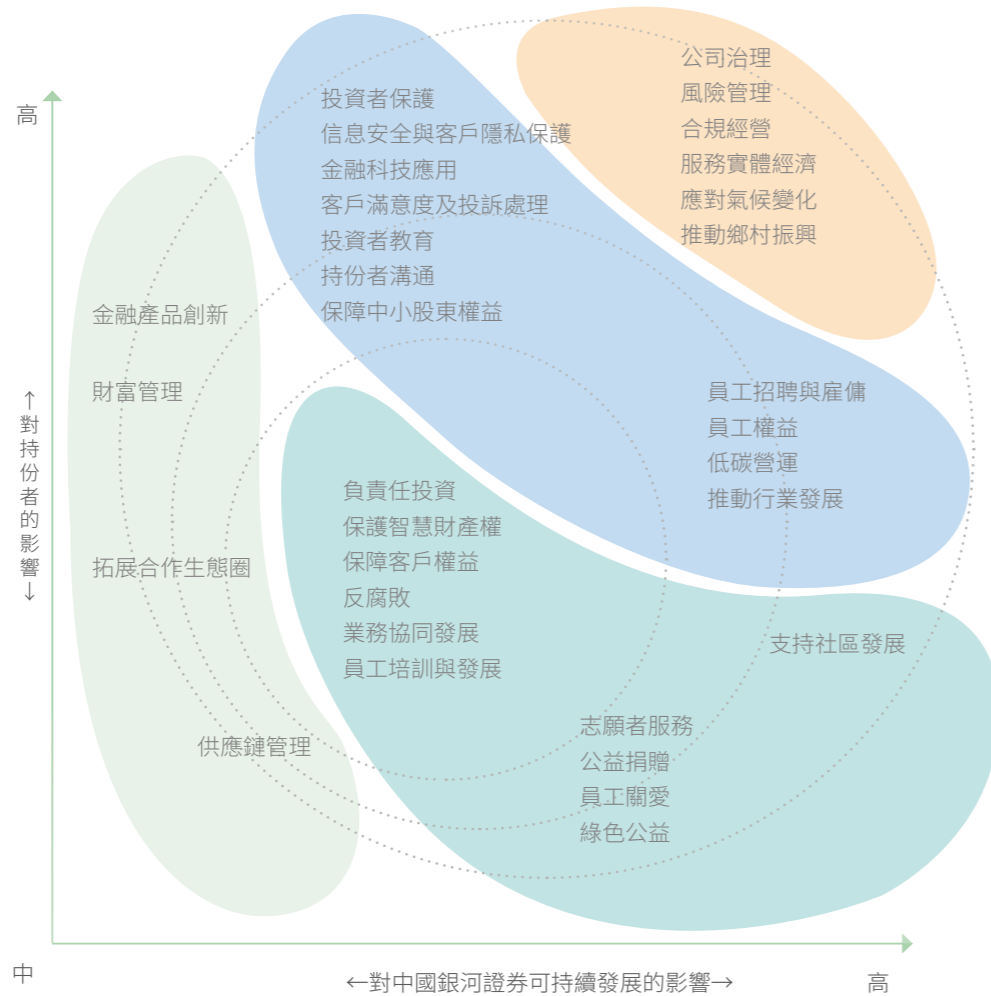 公司治理
風險管理
合規經營
服務實體經濟
應對氣候變化
推動鄉村振興
高
投資者保護
信息安全與客戶隱私保護
金融科技應用
客戶滿意度及投訴處理
投資者教育
持份者溝通
保障中小股東權益
金融產品創新
財富管理
拓展合作生態圈
供應鏈管理
員工招聘與雇傭
員工權益
低碳營運
推動行業發展
←對持份者的影響→
負責任投資
保護智慧財產權
保障客戶權益
反腐敗
業務協同發展
員工培訓與發展
支持社區發展
志願者服務
公益捐贈
員工關愛
綠色公益
中
←對中國銀河證券可持續發展的影響→
高